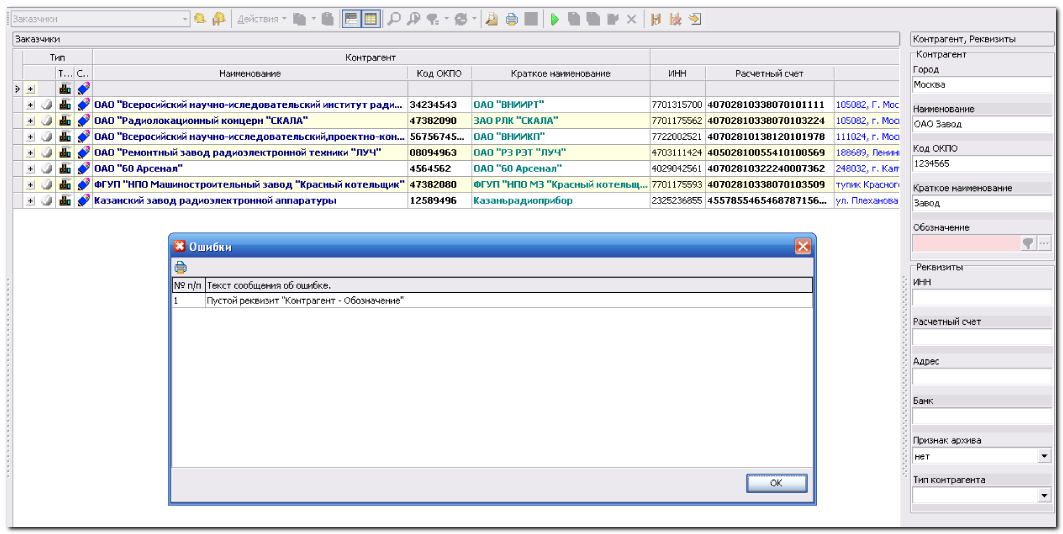 Заказчики
Действия
Заказчики
Тип
Контрагент
Т... С..
Наименование
Код ОКПО
Краткое наименование
ИНН
Расчетный счет
ОАО "Всеросийский научно-иследовательский институт ради... 34234543 ОАО "ВНИИРТ" 7701315700 40702810338070101111 105082, Г. Мос
ОАО "Радиолокационный концерн "СКАЛА" 47382090 ЗАО РЛК "СКАЛА" 7701175562 40702810338070103224 105082, г. Мос
ОАО "Всеросийский научно-исследовательский,проектно-кон... 56756745... ОАО "ВНИИКП" 7722002521 40702810138120101978 111024, г. Мос
ОАО "Ремонтный завод радиоэлектронной техники "ЛУЧ" 08094963 ОАО "РЗ РЭТ "ЛУЧ" 4703111424 40502810055410100569 188689, Ленин
ОАО "60 Арсенал" 4564562 ОАО "60 Арсенал" 4029042561 40702810322240007362 248032, г. Кал
ФГУП "НПО Машиностроительный завод "Красный котельщик" 47382080 ФГУП "НПО МЗ "Красный котельщ... 7701175593 40702810338070103509 тупик Красног
Казанский завод радиоэлектронной аппаратуры 12589496 Казаньрадиоприбор 2325236855 4557855465468787156... ул. Плеханова
Ошибки
№ п/п Текст сообщения об ошибке.
1 Пустой реквизит "Контрагент - Обозначение"
OK
Контрагент, Реквизиты
Контрагент
Город
Москва
Наименование
ОАО Завод
Код ОКПО
1234565
Краткое наименование
Завод
Обозначение
Реквизиты
ИНН
Расчетный счет
Адрес
Банк
Признак архива
нет
Тип контрагента